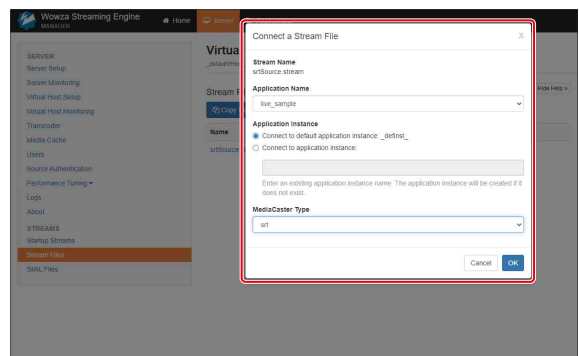 Wowza Streaming Engine
MANAGER
Home
Server
SERVER
Server Setup
Server Monitoring
Virtual Host Setup
Virtual Host Monitoring
Transcoder
Media Cache
Users
Source Authentication
Performance Tuning
Logs
About
STREAMS
Startup Streams
Stream Files
SMIL Files
Virtua
_defaultVHos
Stream F
Hide Help >
Copy
Name
srtSource
Connect a Stream File
X
Stream Name
srtSource.stream
Application Name
live_sample
Application Instance
Connect to default application instance: _definst_
Connect to application instance:
Enter an existing application instance name. The application instance will be created if it
does not exist.
MediaCaster Type
srt
Cancel
OK